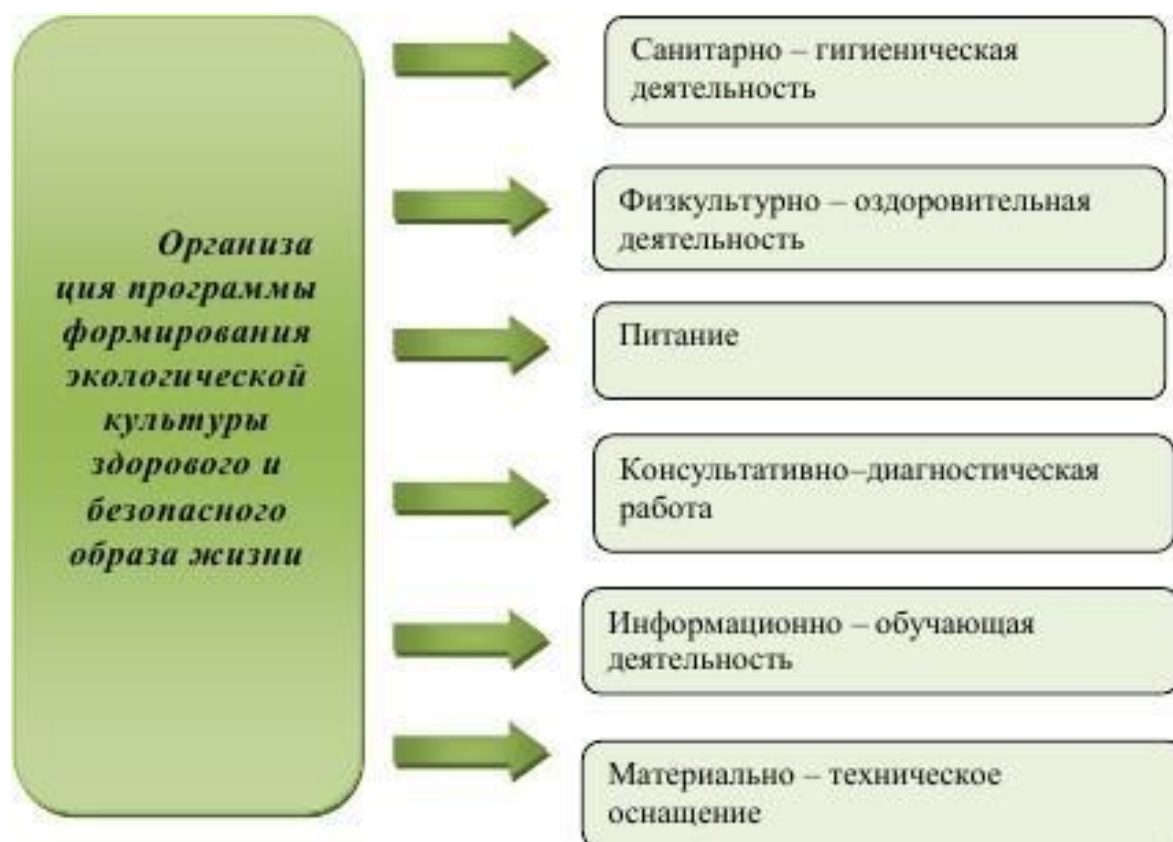 Организа
ция программы
формирования
экологической
культуры
здорового и
безопасного
образа жизни
Санитарно – гигиеническая
деятельность
Физкультурно – оздоровительная
деятельность
Питание
Консультативно–диагностическая
работа
Информационно – обучающая
деятельность
Материально – техническое
оснащение